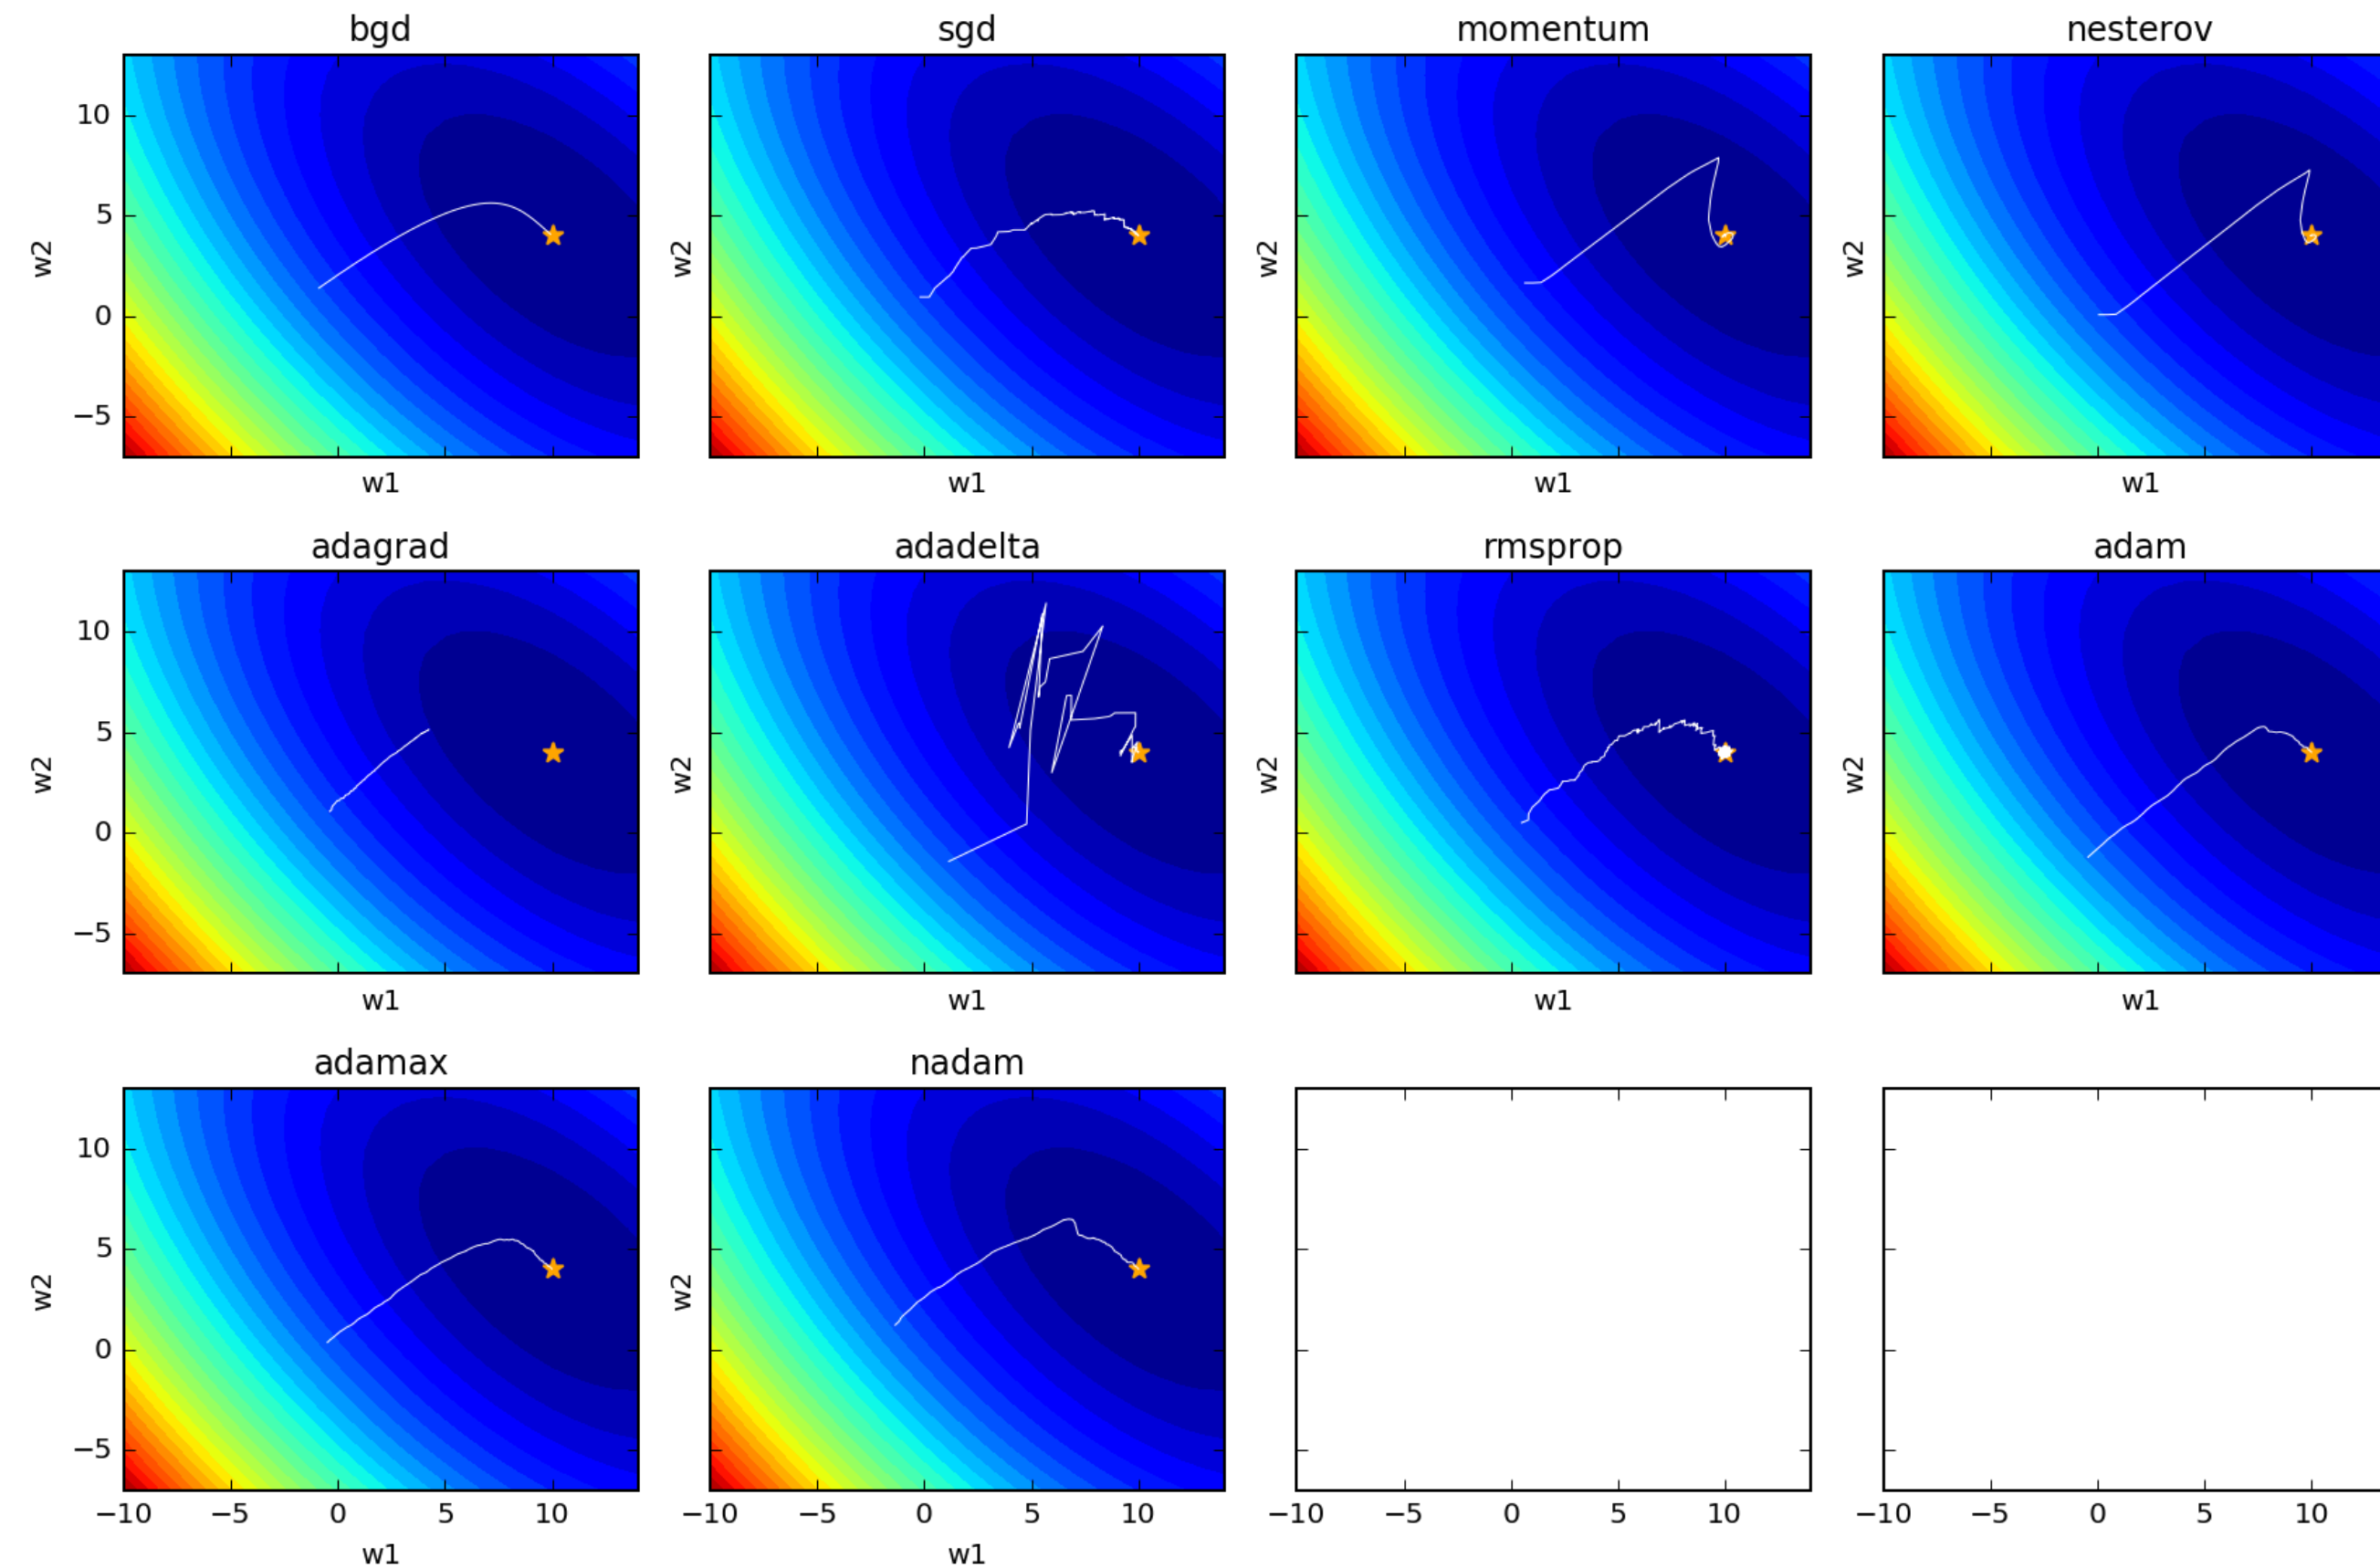 bgd sgd momentum nesterov
10
5
0
−5
w2 w2 w2 w2
w1 w1 w1 w1
adagrad adadelta rmsprop adam
10
5
0
−5
w2 w2 w2 w2
w1 w1 w1 w1
adamax nadam
10
5
0
−5
w2 w2
−10 −5 0 5 10 −10 −5 0 5 10 −10 −5 0 5 10 −10 −5 0 5 10
w1 w1